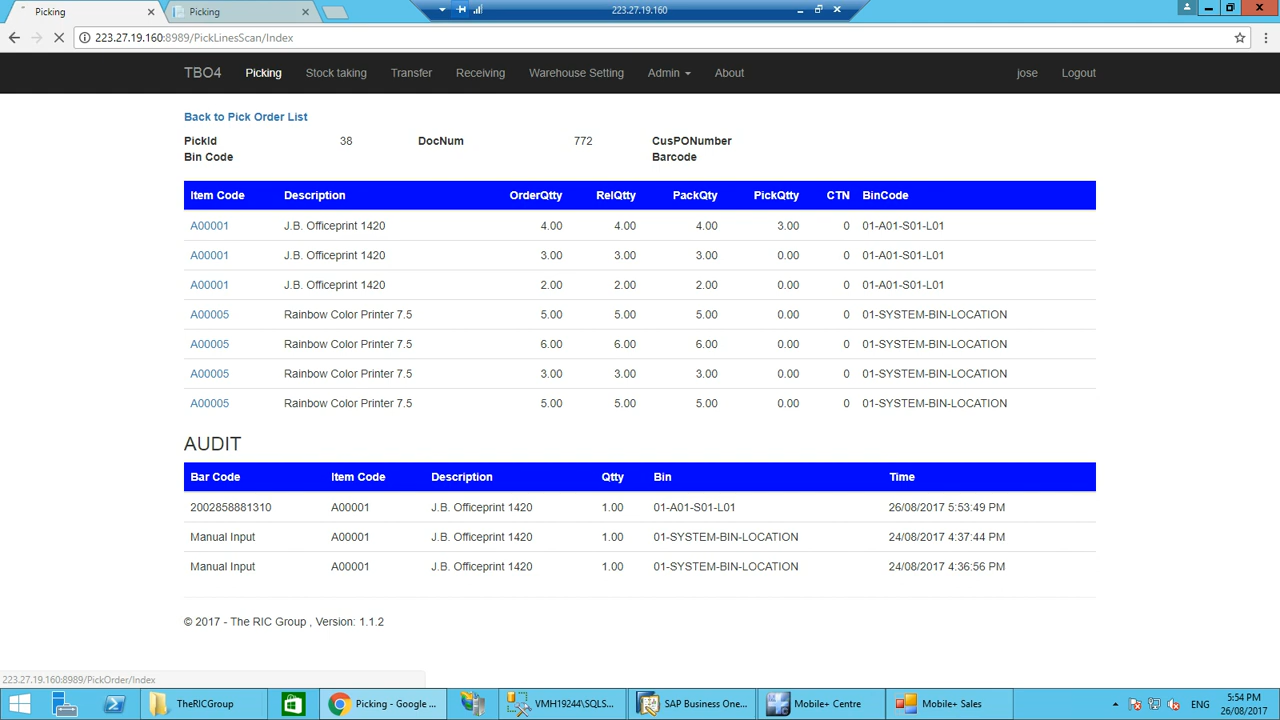 223.27.19.160
Picking
Picking
223.27.19.160:8989/PickLinesScan/Index
TBO4 Picking Stock taking Transfer Receiving Warehouse Setting Admin About jose Logout
Back to Pick Order List
PickId 38 DocNum 772 CusPONumber
Bin Code Barcode
Item Code Description OrderQtty RelQtty PackQty PickQtty CTN BinCode
A00001 J.B. Officeprint 1420 4.00 4.00 4.00 3.00 0 01-A01-S01-L01
A00001 J.B. Officeprint 1420 3.00 3.00 3.00 0.00 0 01-A01-S01-L01
A00001 J.B. Officeprint 1420 2.00 2.00 2.00 0.00 0 01-A01-S01-L01
A00005 Rainbow Color Printer 7.5 5.00 5.00 5.00 0.00 0 01-SYSTEM-BIN-LOCATION
A00005 Rainbow Color Printer 7.5 6.00 6.00 6.00 0.00 0 01-SYSTEM-BIN-LOCATION
A00005 Rainbow Color Printer 7.5 3.00 3.00 3.00 0.00 0 01-SYSTEM-BIN-LOCATION
A00005 Rainbow Color Printer 7.5 5.00 5.00 5.00 0.00 0 01-SYSTEM-BIN-LOCATION
AUDIT
Bar Code Item Code Description Qtty Bin Time
2002858881310 A00001 J.B. Officeprint 1420 1.00 01-A01-S01-L01 26/08/2017 5:53:49 PM
Manual Input A00001 J.B. Officeprint 1420 1.00 01-SYSTEM-BIN-LOCATION 24/08/2017 4:37:44 PM
Manual Input A00001 J.B. Officeprint 1420 1.00 01-SYSTEM-BIN-LOCATION 24/08/2017 4:36:56 PM
© 2017 - The RIC Group , Version: 1.1.2
223.27.19.160:8989/PickOrder/Index
TheRICGroup Picking - Google ... VMH19244\SQLS... SAP Business One... Mobile+ Centre Mobile+ Sales ENG 5:54 PM
26/08/2017